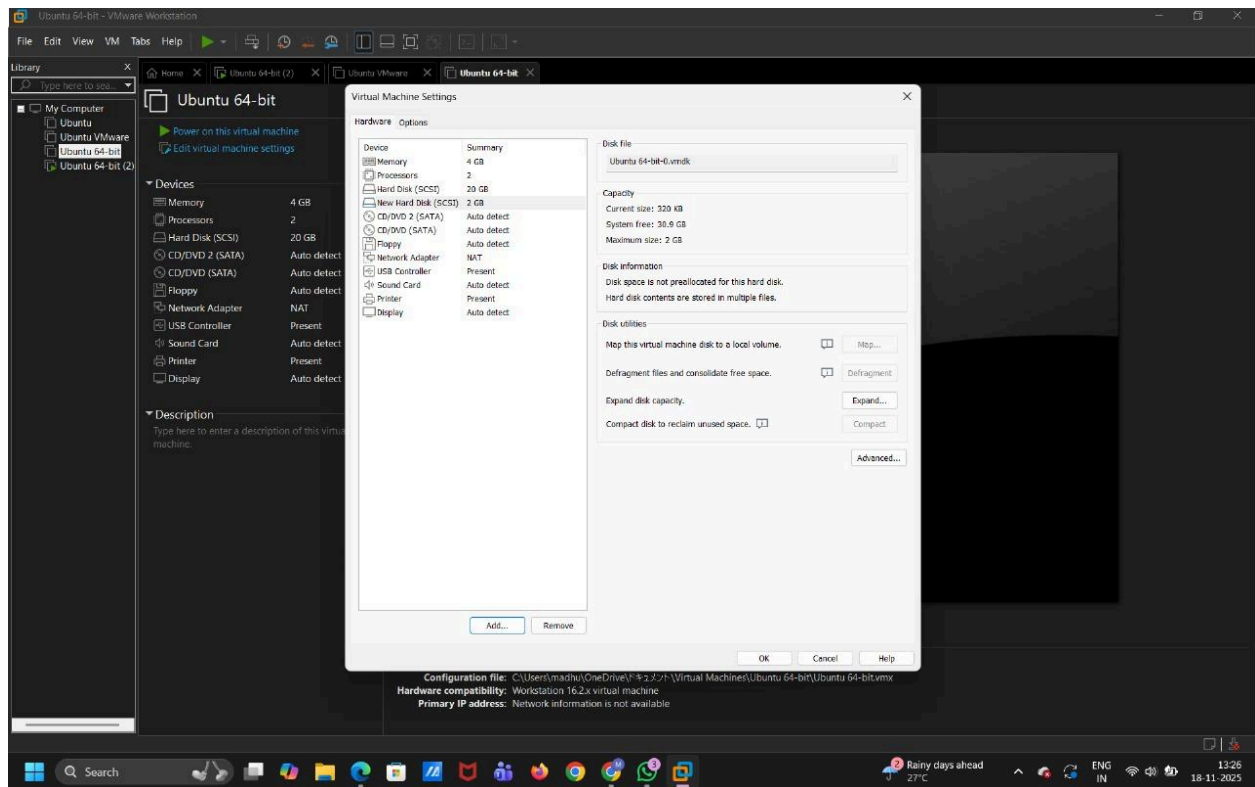 Ubuntu 64-bit - VMware Workstation
File Edit View VM Tabs Help
Library X
Type here to sea...
My Computer
Ubuntu
Ubuntu VMware
Ubuntu 64-bit
Ubuntu 64-bit (2)
Home Ubuntu 64-bit (2) Ubuntu VMware Ubuntu 64-bit
Ubuntu 64-bit
Power on this virtual machine
Edit virtual machine settings
Devices
Memory 4 GB
Processors 2
Hard Disk (SCSI) 20 GB
CD/DVD 2 (SATA) Auto detect
CD/DVD (SATA) Auto detect
Floppy Auto detect
Network Adapter NAT
USB Controller Present
Sound Card Auto detect
Printer Present
Display Auto detect
Description
Type here to enter a description of this virtua
machine.
Virtual Machine Settings
Hardware Options
Device Summary
Memory 4 GB
Processors 2
Hard Disk (SCSI) 20 GB
New Hard Disk (SCSI) 2 GB
CD/DVD 2 (SATA) Auto detect
CD/DVD (SATA) Auto detect
Floppy Auto detect
Network Adapter NAT
USB Controller Present
Sound Card Auto detect
Printer Present
Display Auto detect
Add... Remove
Disk file
Ubuntu 64-bit-0.vmdk
Capacity
Current size: 320 KB
System free: 30.9 GB
Maximum size: 2 GB
Disk information
Disk space is not preallocated for this hard disk.
Hard disk contents are stored in multiple files.
Disk utilities
Map this virtual machine disk to a local volume. Map...
Defragment files and consolidate free space. Defragment
Expand disk capacity. Expand...
Compact disk to reclaim unused space. Compact
Advanced...
OK Cancel Help
Configuration file: C:\Users\madhu\OneDrive\ドキュメント\Virtual Machines\Ubuntu 64-bit\Ubuntu 64-bit.vmx
Hardware compatibility: Workstation 16.2.x virtual machine
Primary IP address: Network information is not available
Search
2
Rainy days ahead
27°C
3
ENG
IN
13:26
18-11-2025